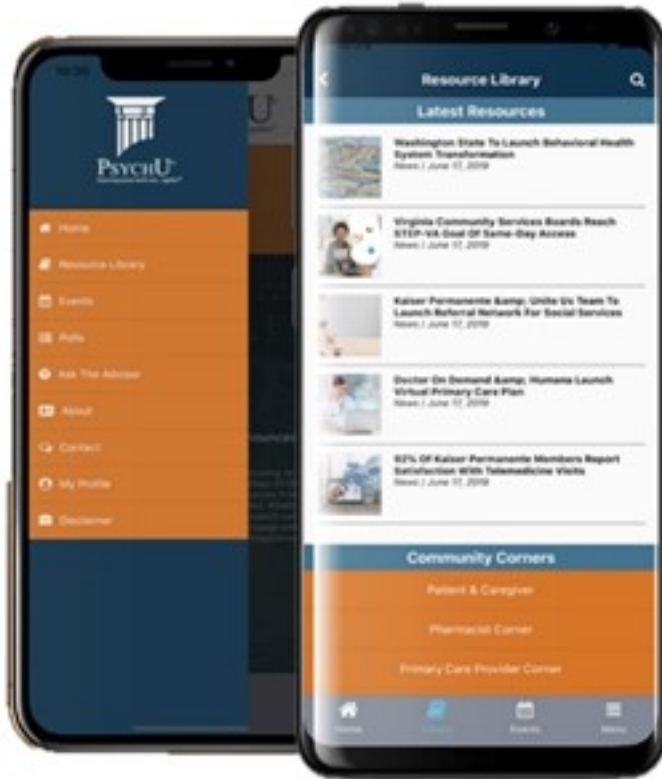 10:30
PSYCHU
Home
Resource Library
Events
Polls
Ask The Advisor
About
Contact
My Profile
Disclaimer
U
Resource Library
Latest Resources
Washington State To Launch Behavioral Health
System Transformation
News / June 17, 2019
Virginia Community Services Boards Reach
STEP-VA Goal Of Same-Day Access
News / June 17, 2019
Kaiser Permanente &amp; Unite Us Team To
Launch Referral Network For Social Services
News / June 17, 2019
Doctor On Demand &amp; Humana Launch
Virtual Primary Care Plan
News / June 17, 2019
92% Of Kaiser Permanente Members Report
Satisfaction With Telemedicine Visits
News / June 17, 2019
Community Corners
Patient & Caregiver
Pharmacist Corner
Primary Care Provider Corner
Home
Library
Events
Menu